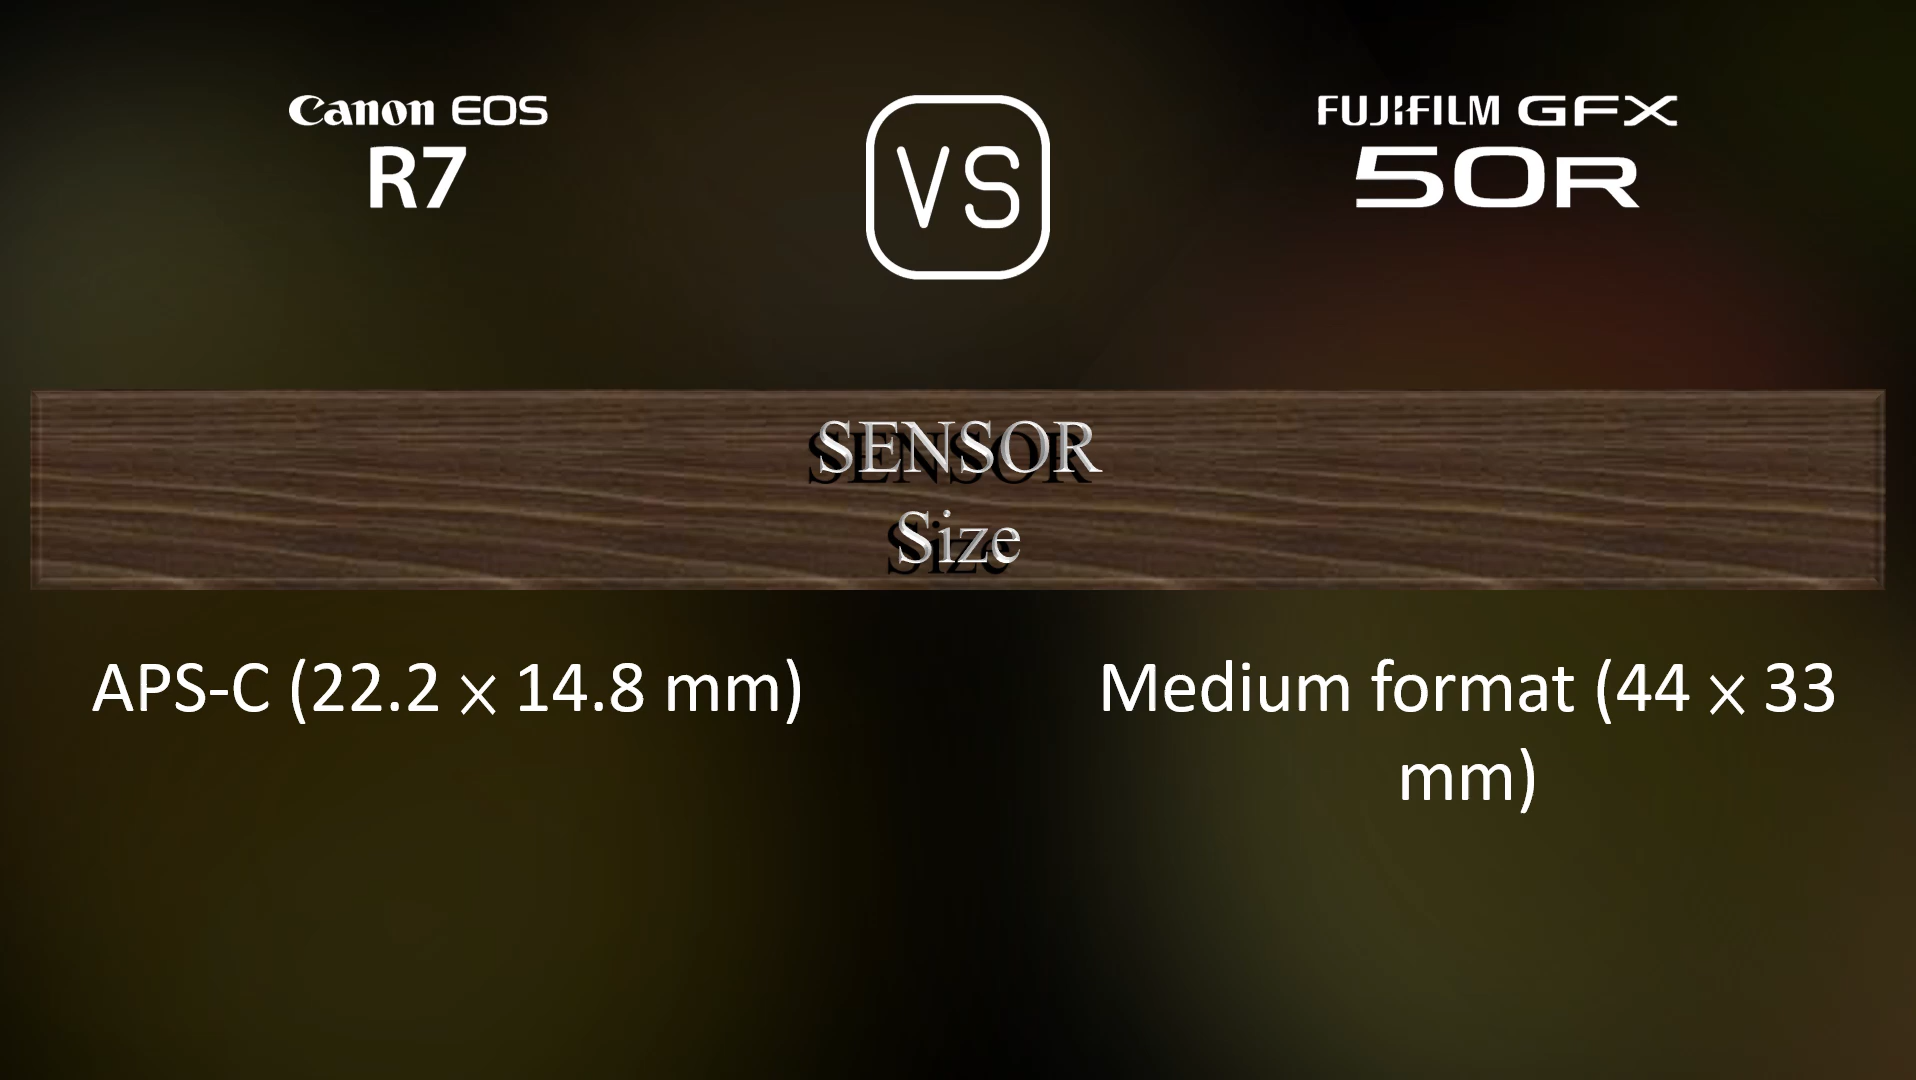 Canon EOS
R7
VS
FUJIFILM GFX
50R
SENSOR
Size
APS-C (22.2 x 14.8 mm)
Medium format (44 x 33
mm)